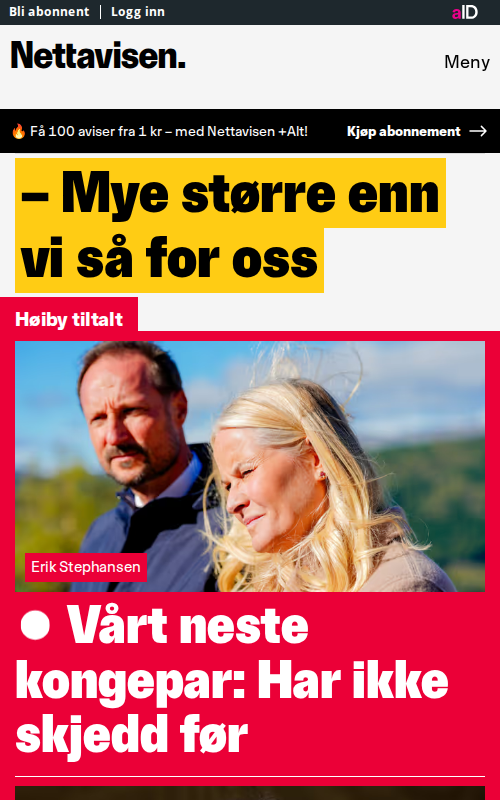 Bli abonnent
Logg inn
aID
Nettavisen.
Meny
🔥 Få 100 aviser fra 1 kr – med Nettavisen +Alt!
Kjøp abonnement →
– Mye større enn
vi så for oss
Høiby tiltalt
Erik Stephansen
Vårt neste
kongepar: Har ikke
skjedd før